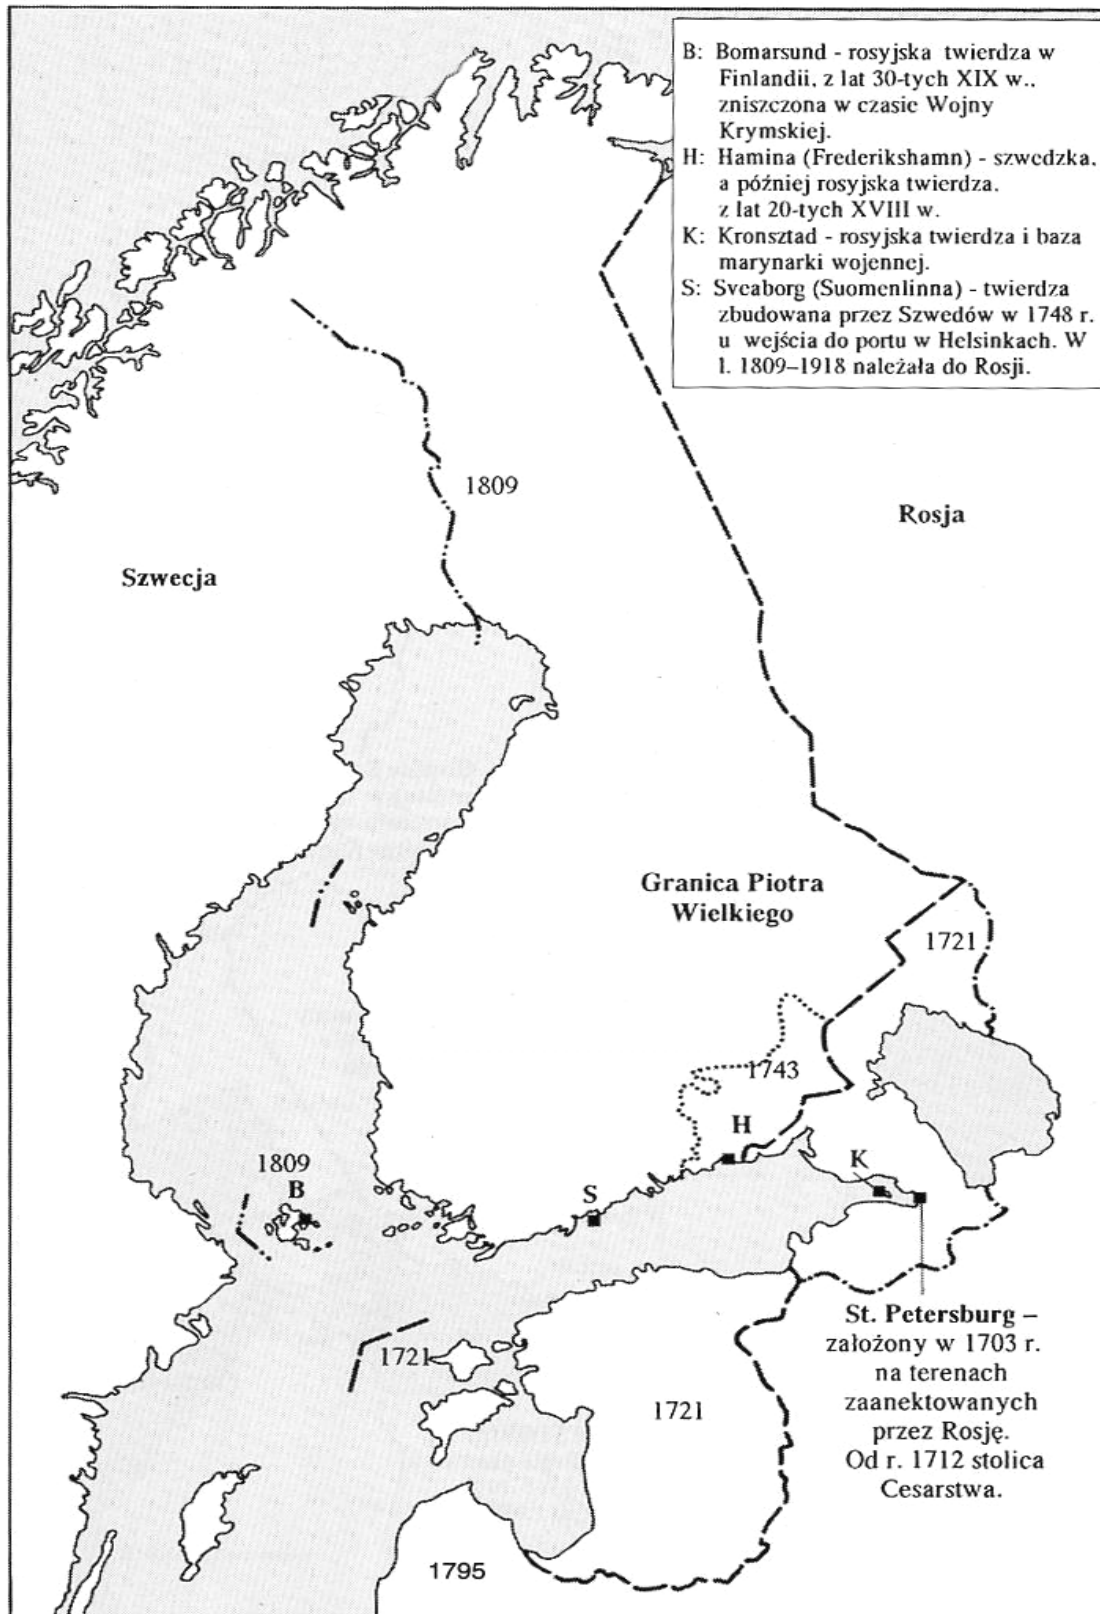 B: Bomarsund - rosyjska twierdza w
Finlandii, z lat 30-tych XIX w.,
zniszczona w czasie Wojny
Krymskiej.
H: Hamina (Frederikshamn) - szwedzka,
a później rosyjska twierdza,
z lat 20-tych XVIII w.
K: Kronsztad - rosyjska twierdza i baza
marynarki wojennej.
S: Sveaborg (Suomenlinna) - twierdza
zbudowana przez Szwedów w 1748 r.
u wejścia do portu w Helsinkach. W
l. 1809–1918 należała do Rosji.
1809
Rosja
Szwecja
Granica Piotra
Wielkiego
1721
1743
H
K
1809
B
S
St. Petersburg –
założony w 1703 r.
na terenach
zaanektowanych
przez Rosję.
Od r. 1712 stolica
Cesarstwa.
1721
1721
1795